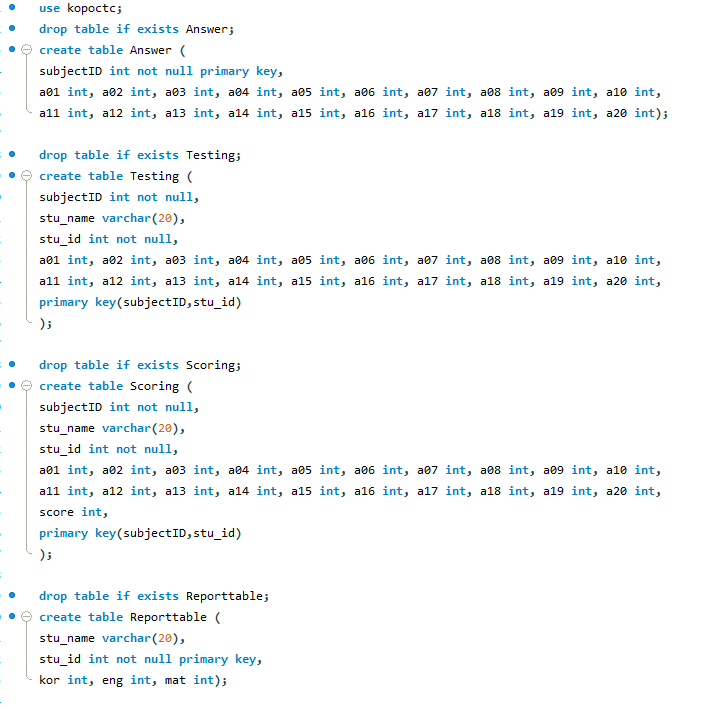 use kopoctc;
drop table if exists Answer;
create table Answer (
subjectID int not null primary key,
a01 int, a02 int, a03 int, a04 int, a05 int, a06 int, a07 int, a08 int, a09 int, a10 int,
a11 int, a12 int, a13 int, a14 int, a15 int, a16 int, a17 int, a18 int, a19 int, a20 int);
drop table if exists Testing;
create table Testing (
subjectID int not null,
stu_name varchar(20),
stu_id int not null,
a01 int, a02 int, a03 int, a04 int, a05 int, a06 int, a07 int, a08 int, a09 int, a10 int,
a11 int, a12 int, a13 int, a14 int, a15 int, a16 int, a17 int, a18 int, a19 int, a20 int,
primary key(subjectID,stu_id)
);
drop table if exists Scoring;
create table Scoring (
subjectID int not null,
stu_name varchar(20),
stu_id int not null,
a01 int, a02 int, a03 int, a04 int, a05 int, a06 int, a07 int, a08 int, a09 int, a10 int,
a11 int, a12 int, a13 int, a14 int, a15 int, a16 int, a17 int, a18 int, a19 int, a20 int,
score int,
primary key(subjectID,stu_id)
);
drop table if exists Reporttable;
create table Reporttable (
stu_name varchar(20),
stu_id int not null primary key,
kor int, eng int, mat int);